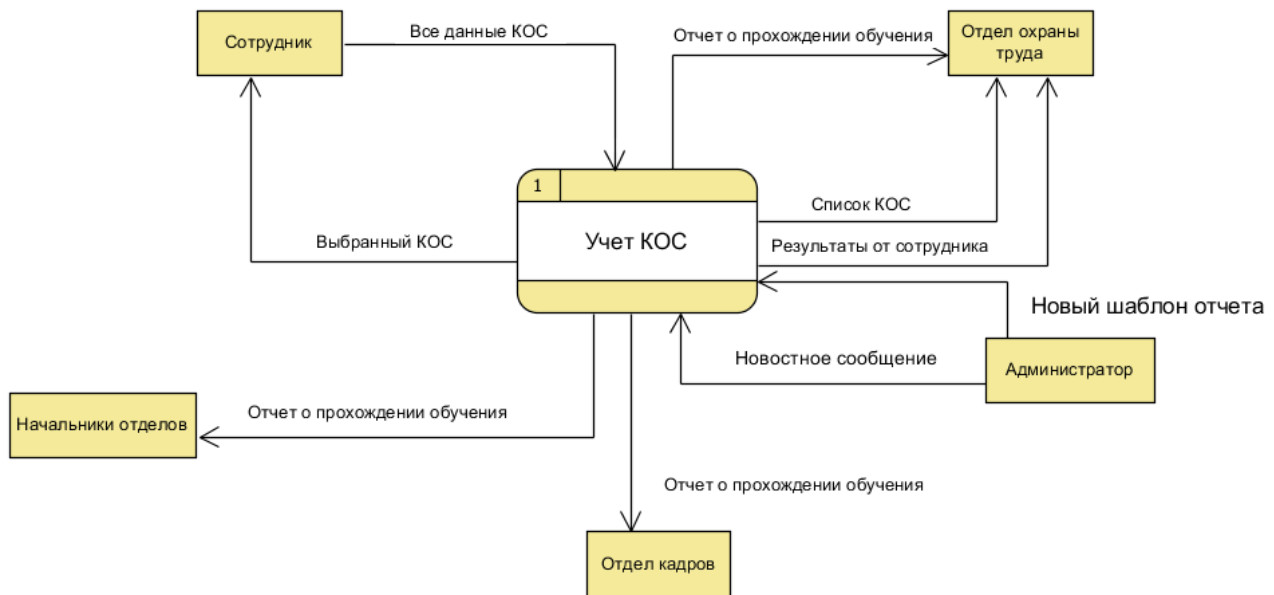 Сотрудник
Все данные КОС
Отчет о прохождении обучения
Отдел охраны
труда
1
Учет КОС
Список КОС
Выбранный КОС
Результаты от сотрудника
Новый шаблон отчета
Новостное сообщение
Администратор
Начальники отделов
Отчет о прохождении обучения
Отчет о прохождении обучения
Отдел кадров